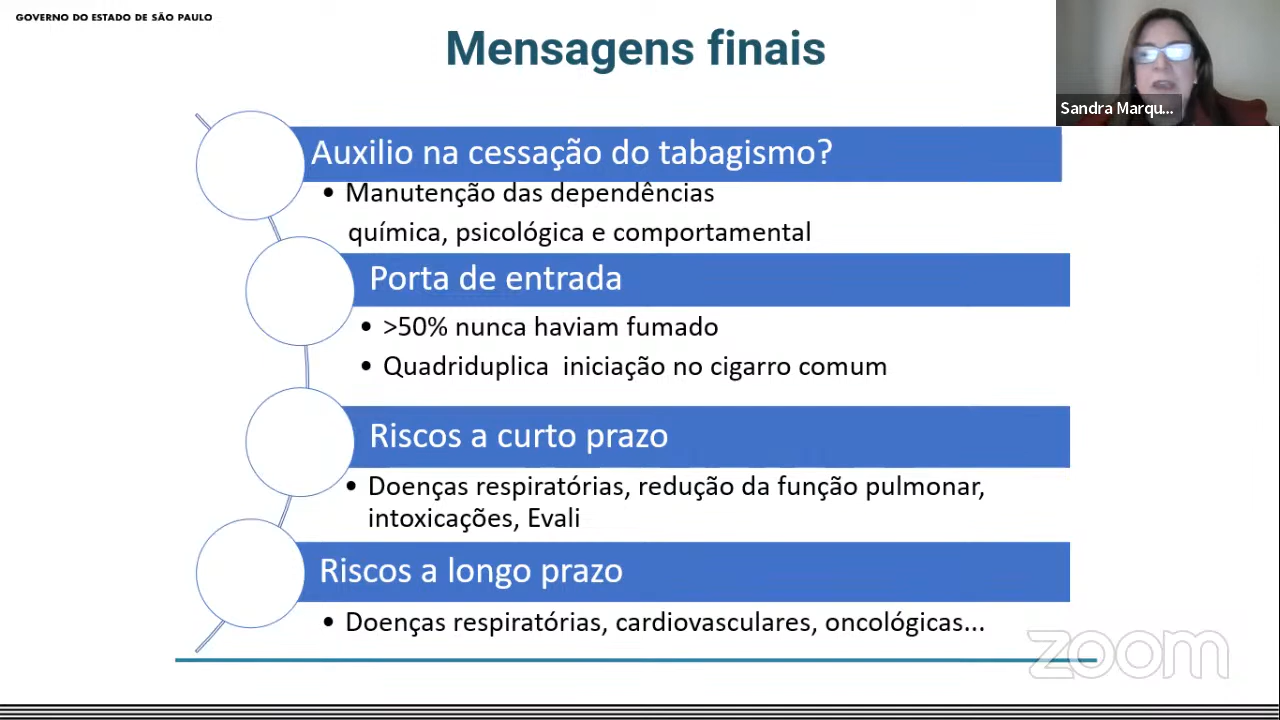 GOVERNO DO ESTADO DE SÃO PAULO
Mensagens finais
Sandra Marqu...
Auxilio na cessação do tabagismo?
• Manutenção das dependências
química, psicológica e comportamental
Porta de entrada
• >50% nunca haviam fumado
• Quadriduplica iniciação no cigarro comum
Riscos a curto prazo
• Doenças respiratórias, redução da função pulmonar,
intoxicações, Evali
Riscos a longo prazo
• Doenças respiratórias, cardiovasculares, oncológicas...
zoom